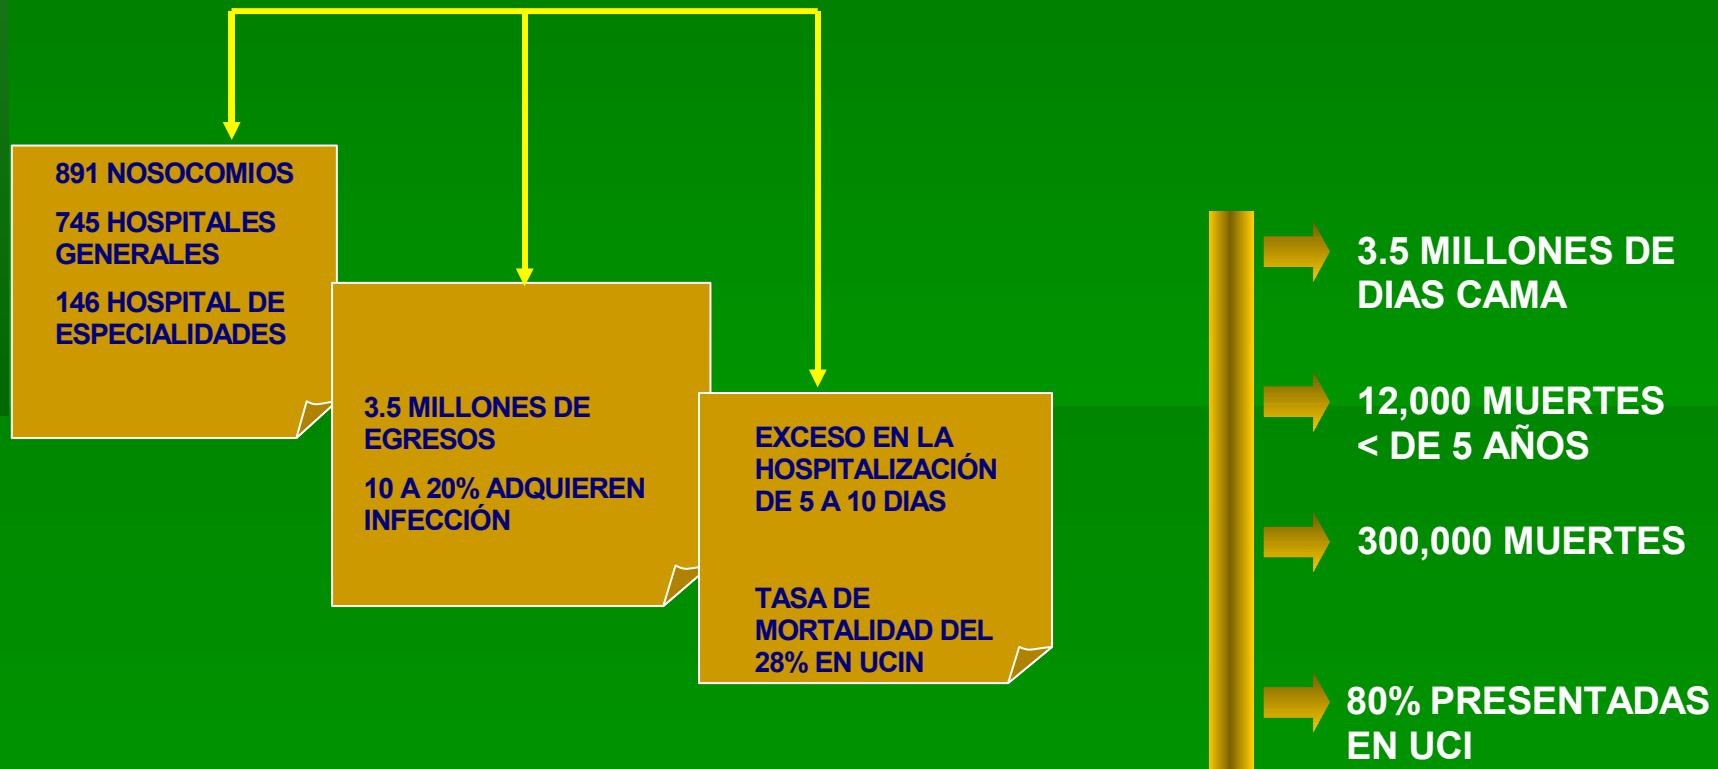 891 NOSOCOMIOS
745 HOSPITALES
GENERALES
146 HOSPITAL DE
ESPECIALIDADES
3.5 MILLONES DE
EGRESOS
10 A 20% ADQUIEREN
INFECCIÓN
EXCESO EN LA
HOSPITALIZACIÓN
DE 5 A 10 DIAS
TASA DE
MORTALIDAD DEL
28% EN UCIN
3.5 MILLONES DE
DIAS CAMA
12,000 MUERTES
< DE 5 AÑOS
300,000 MUERTES
80% PRESENTADAS
EN UCI